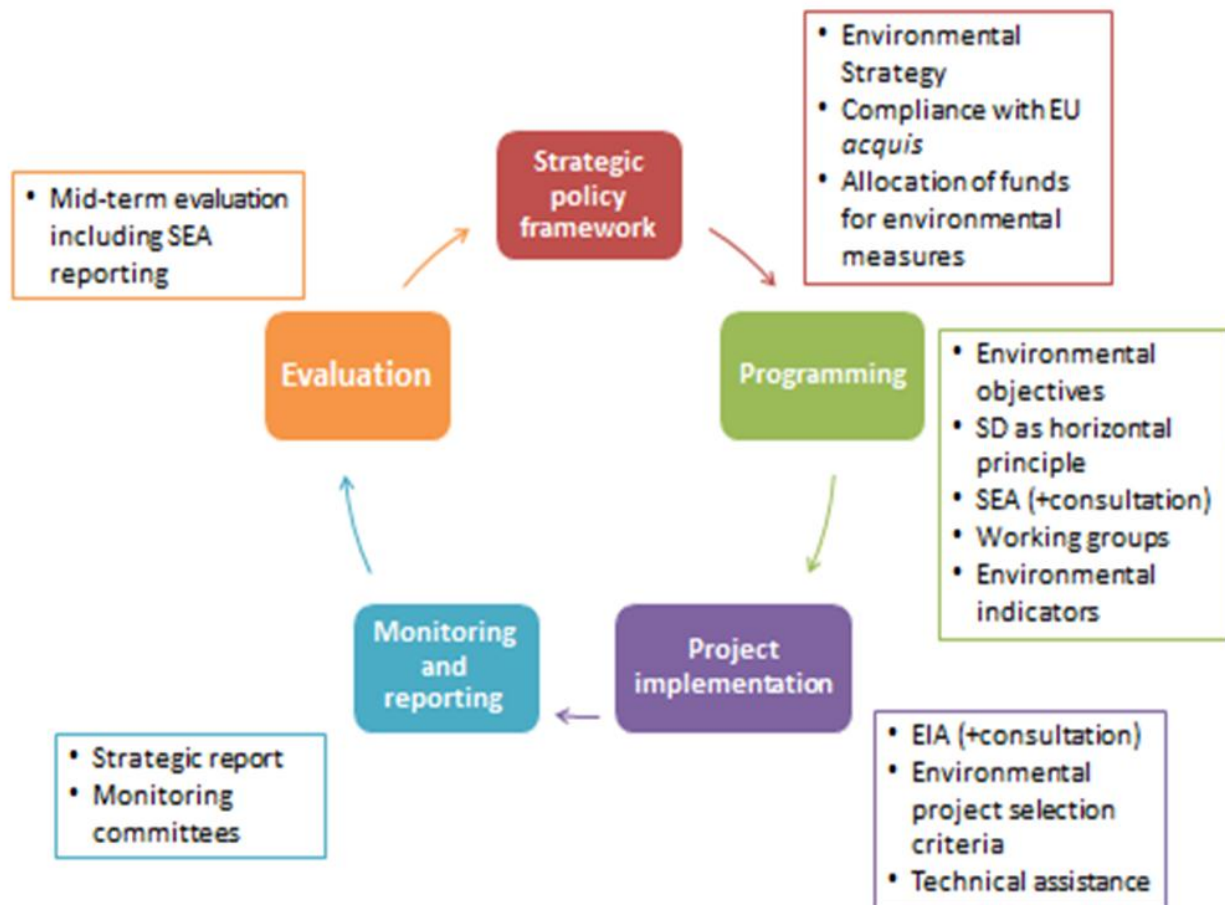 • Environmental
Strategy
• Compliance with EU
acquis
• Allocation of funds
for environmental
measures
Strategic
policy
framework
• Mid-term evaluation
including SEA
reporting
Evaluation
Programming
• Environmental
objectives
• SD as horizontal
principle
• SEA (+consultation)
• Working groups
• Environmental
indicators
Monitoring
and
reporting
Project
implementation
• Strategic report
• Monitoring
committees
• EIA (+consultation)
• Environmental
project selection
criteria
• Technical assistance